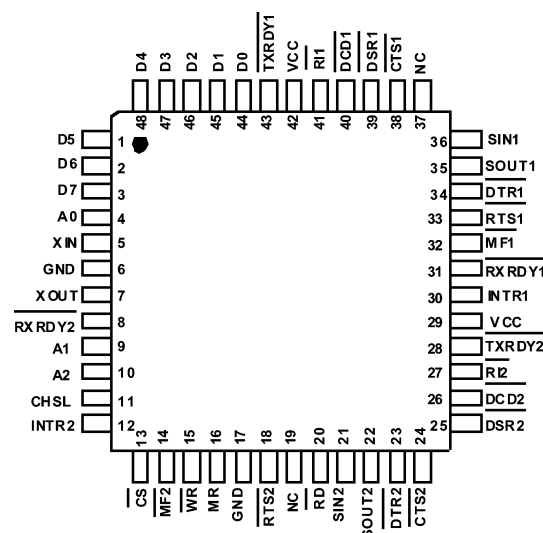 D4 D3 D2 D1 D0 TXRDY1 VCC RI1 DCD1 DSR1 CTS1 NC
48 47 46 45 44 43 42 41 40 39 38 37
D5 1 36 SIN1
D6 2 35 SOUT1
D7 3 34 DTR1
A0 4 33 RTS1
XIN 5 32 MF1
GND 6 31 RXRDY1
XOUT 7 30 INTR1
RXRDY2 8 29 VCC
A1 9 28 TXRDY2
A2 10 27 RI2
CHSL 11 26 DCD2
INTR2 12 25 DSR2
13 14 15 16 17 18 19 20 21 22 23 24
CS MF2 WR MR GND RTS2 NC RD SIN2 SOUT2 DTR2 CTS2